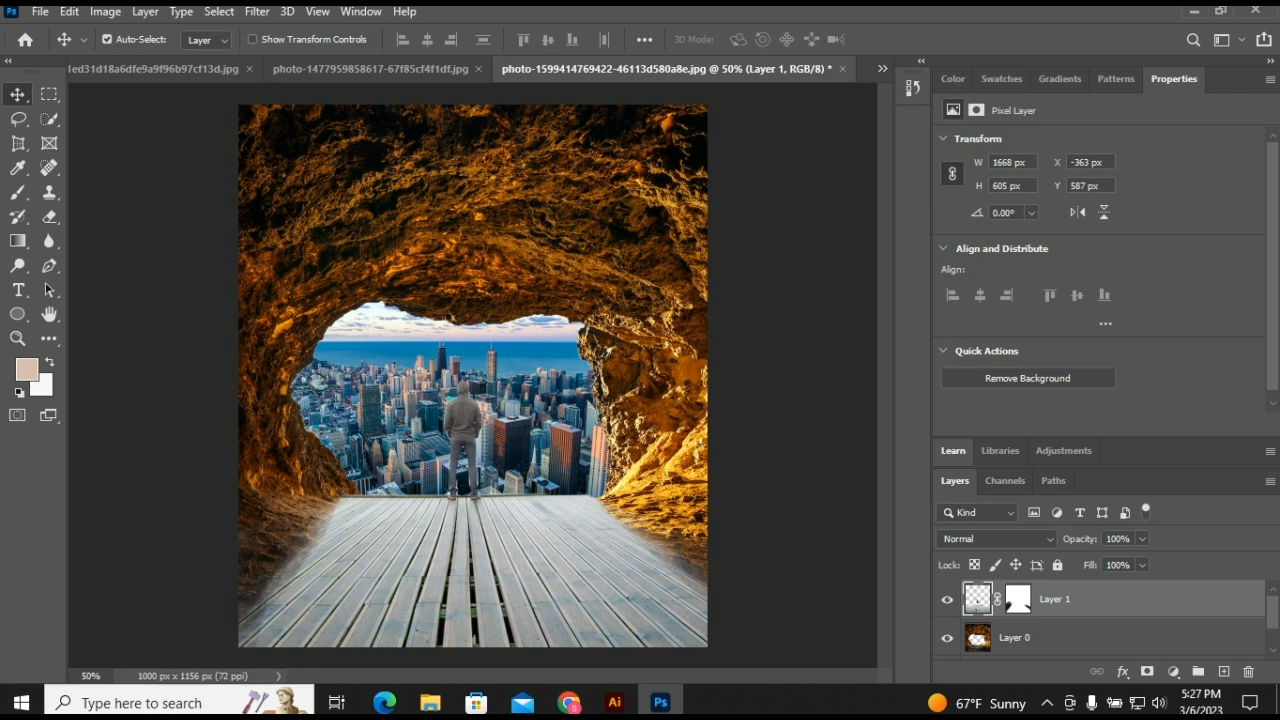 Ps File Edit Image Layer Type Select Filter 3D View Window Help
Auto-Select: Layer Show Transform Controls 3D Mode:
1ed31d18a6dfe9a9f96b97cf13d.jpg × photo-1477959858617-67f85cf4f1df.jpg × photo-1599414769422-46113d580a8e.jpg @ 50% (Layer 1, RGB/8) * ×
Color Swatches Gradients Patterns Properties
Pixel Layer
Transform
W 1668 px X -363 px
H 605 px Y 587 px
0.00°
Align and Distribute
Align:
Quick Actions
Remove Background
Learn Libraries Adjustments
Layers Channels Paths
Kind
Normal Opacity: 100%
Lock: Fill: 100%
Layer 1
Layer 0
fx
50% 1000 px x 1156 px (72 ppi)
Type here to search Ai Ps 67°F Sunny
5:27 PM
3/6/2023